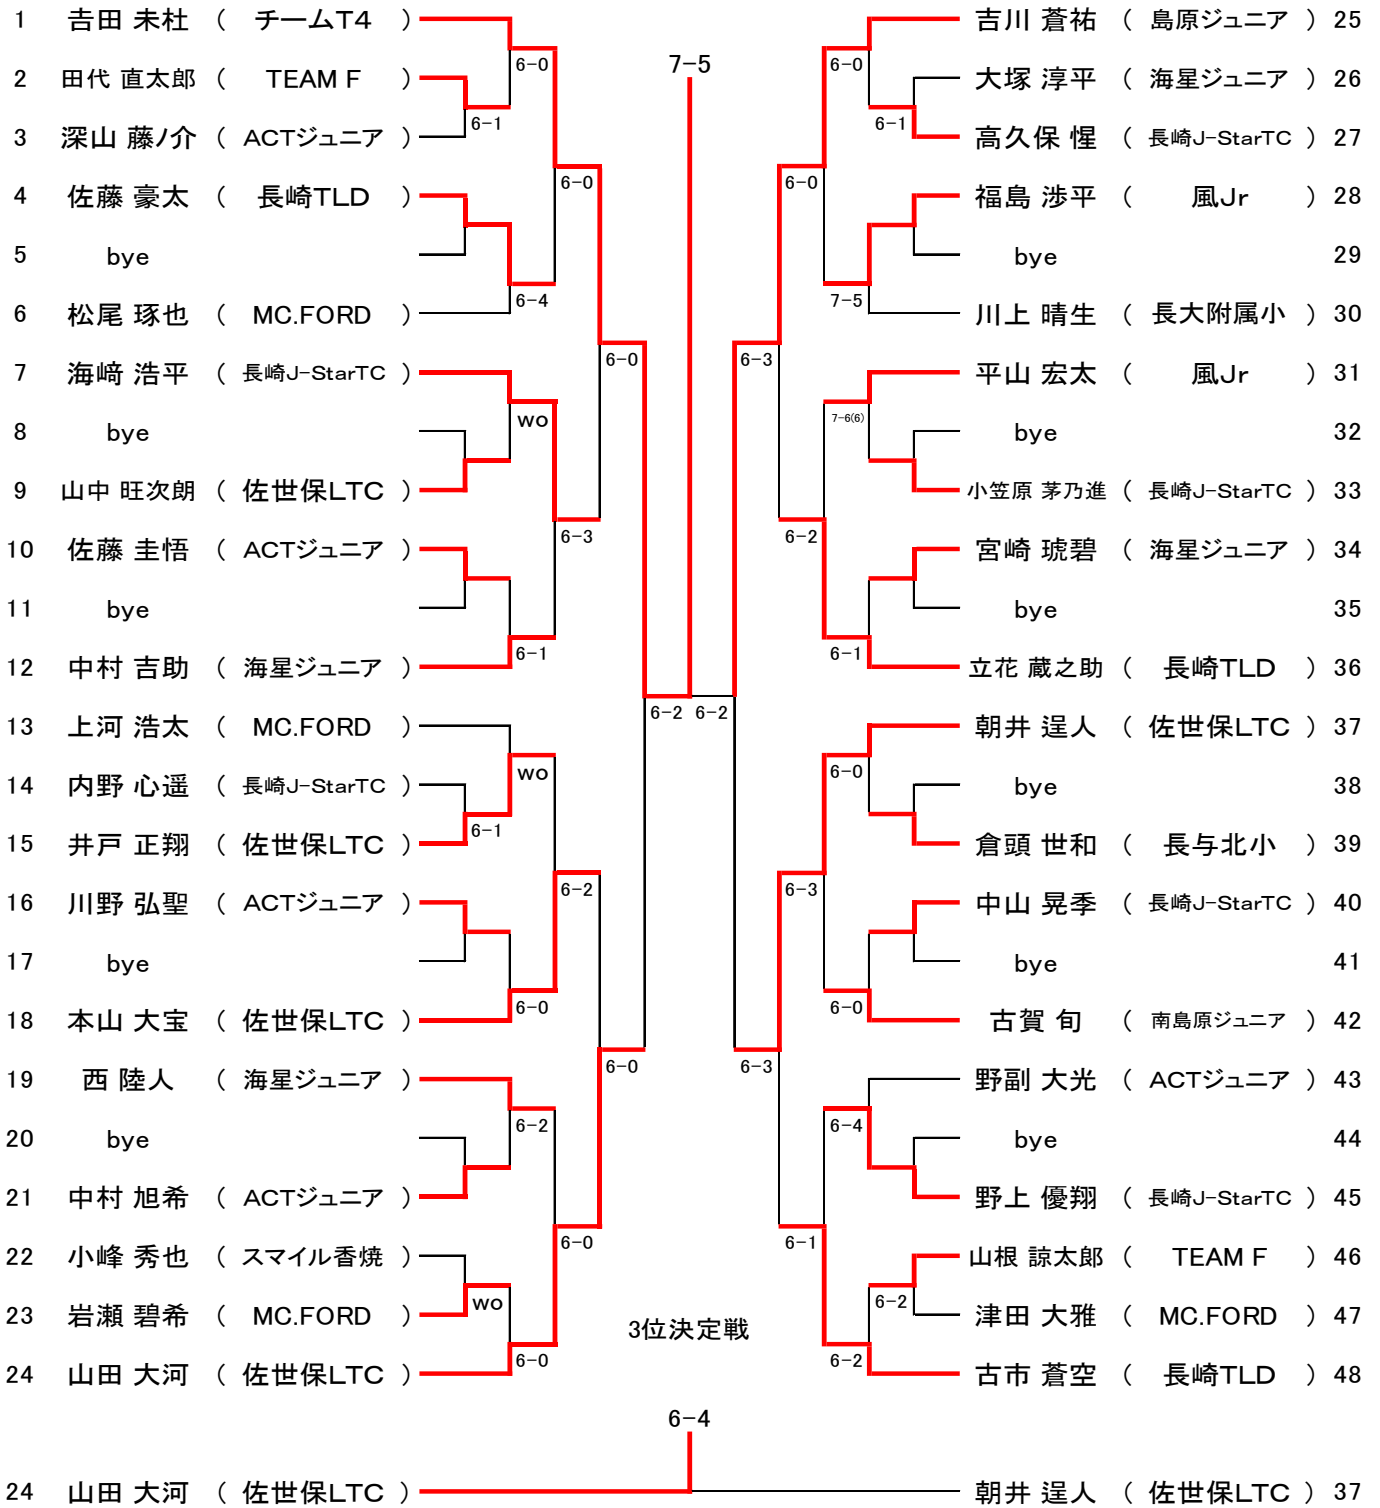 1 吉田 未杜 ( チームT4 )
2 田代 直太郎 ( TEAM F )
3 深山 藤ノ介 ( ACTジュニア )
4 佐藤 豪太 ( 長崎TLD )
5 bye
6 松尾 琢也 ( MC.FORD )
7 海﨑 浩平 ( 長崎J-StarTC )
8 bye
9 山中 旺次朗 ( 佐世保LTC )
10 佐藤 圭悟 ( ACTジュニア )
11 bye
12 中村 吉助 ( 海星ジュニア )
13 上河 浩太 ( MC.FORD )
14 内野 心遥 ( 長崎J-StarTC )
15 井戸 正翔 ( 佐世保LTC )
16 川野 弘聖 ( ACTジュニア )
17 bye
18 本山 大宝 ( 佐世保LTC )
19 西 陸人 ( 海星ジュニア )
20 bye
21 中村 旭希 ( ACTジュニア )
22 小峰 秀也 ( スマイル香焼 )
23 岩瀬 碧希 ( MC.FORD )
24 山田 大河 ( 佐世保LTC )
6-1
6-1
wo
6-0
6-4
wo
6-1
wo
6-0
6-2
6-0
6-0
6-3
6-2
6-0
6-0
6-0
6-2
7-5
6-2
6-3
6-3
6-0
6-2
6-3
6-1
6-0
7-5
7-6(6)
6-1
6-0
6-0
6-4
6-2
6-1
6-2
吉川 蒼祐 ( 島原ジュニア ) 25
大塚 淳平 ( 海星ジュニア ) 26
高久保 惺 ( 長崎J-StarTC ) 27
福島 渉平 ( 風Jr ) 28
bye 29
川上 晴生 ( 長大附属小 ) 30
平山 宏太 ( 風Jr ) 31
bye 32
小笠原 茅乃進 ( 長崎J-StarTC ) 33
宮崎 琥碧 ( 海星ジュニア ) 34
bye 35
立花 蔵之助 ( 長崎TLD ) 36
朝井 逞人 ( 佐世保LTC ) 37
bye 38
倉頭 世和 ( 長与北小 ) 39
中山 晃季 ( 長崎J-StarTC ) 40
bye 41
古賀 旬 ( 南島原ジュニア ) 42
野副 大光 ( ACTジュニア ) 43
bye 44
野上 優翔 ( 長崎J-StarTC ) 45
山根 諒太郎 ( TEAM F ) 46
津田 大雅 ( MC.FORD ) 47
古市 蒼空 ( 長崎TLD ) 48
3位決定戦
6-4
24 山田 大河 ( 佐世保LTC )
朝井 逞人 ( 佐世保LTC ) 37